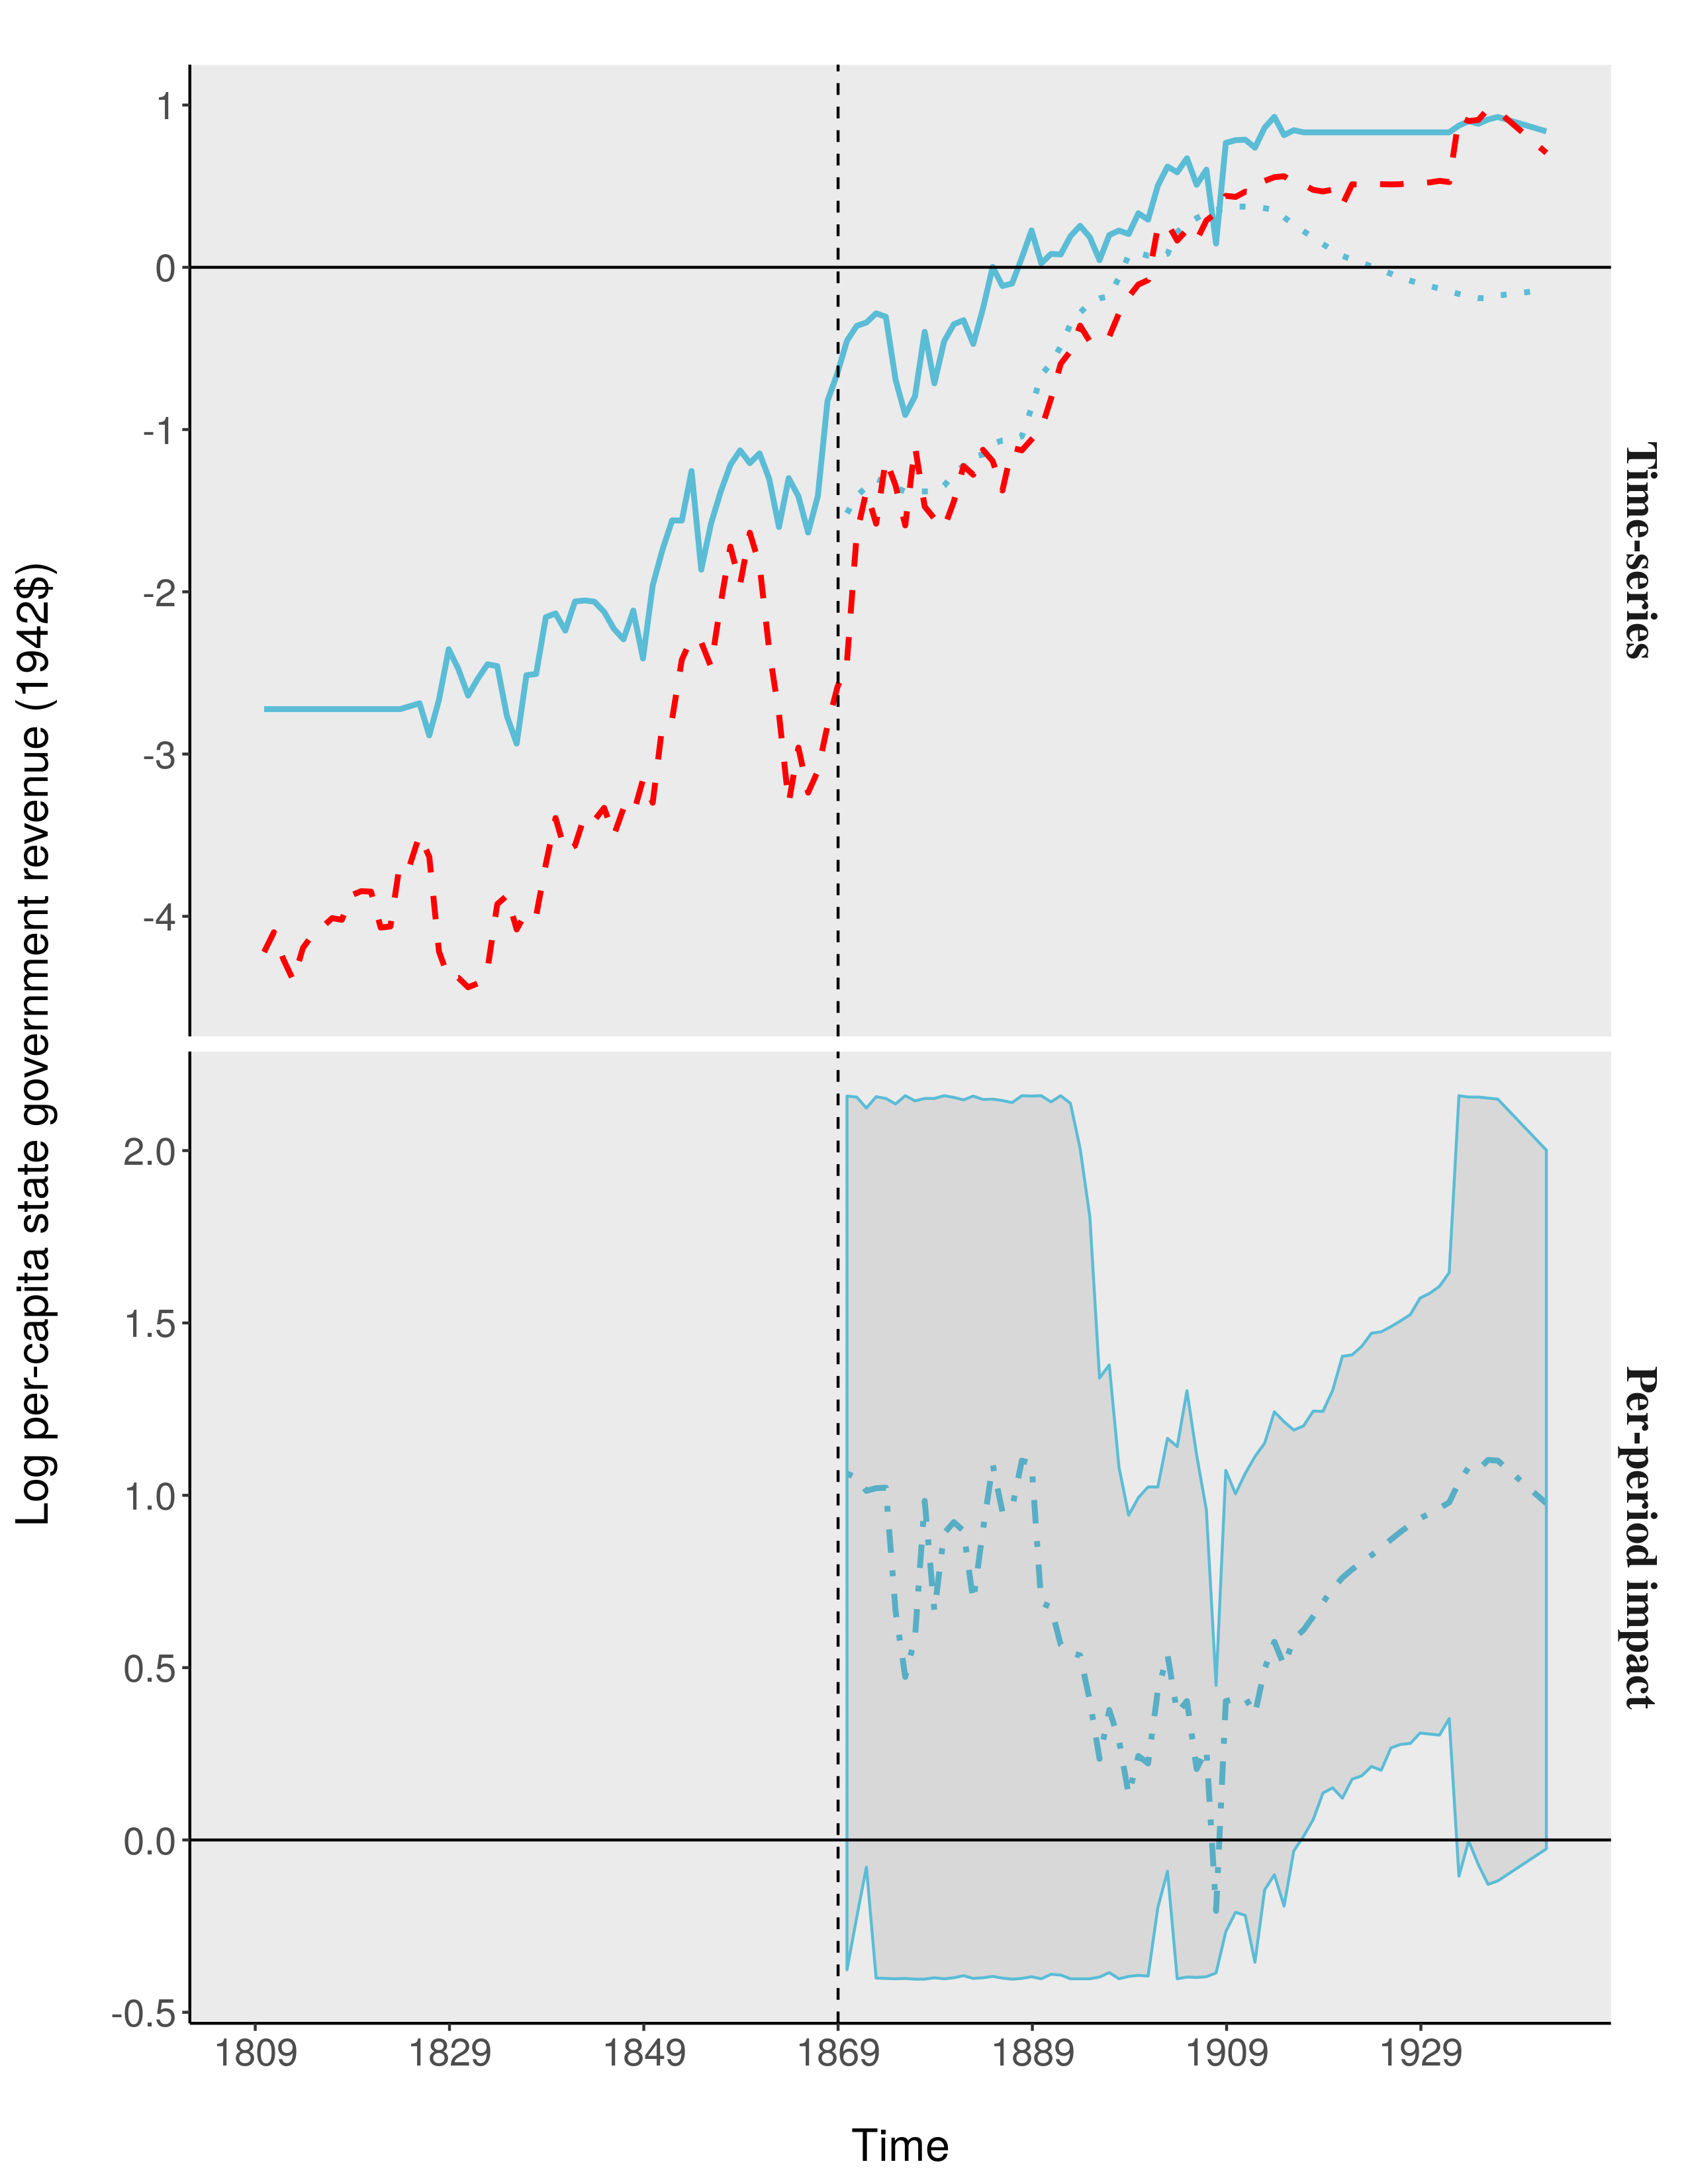 Log per-capita state government revenue (1942$)
1
0
-1
-2
-3
-4
Time-series
2.0
1.5
1.0
0.5
0.0
-0.5
Per-period impact
1809 1829 1849 1869 1889 1909 1929
Time